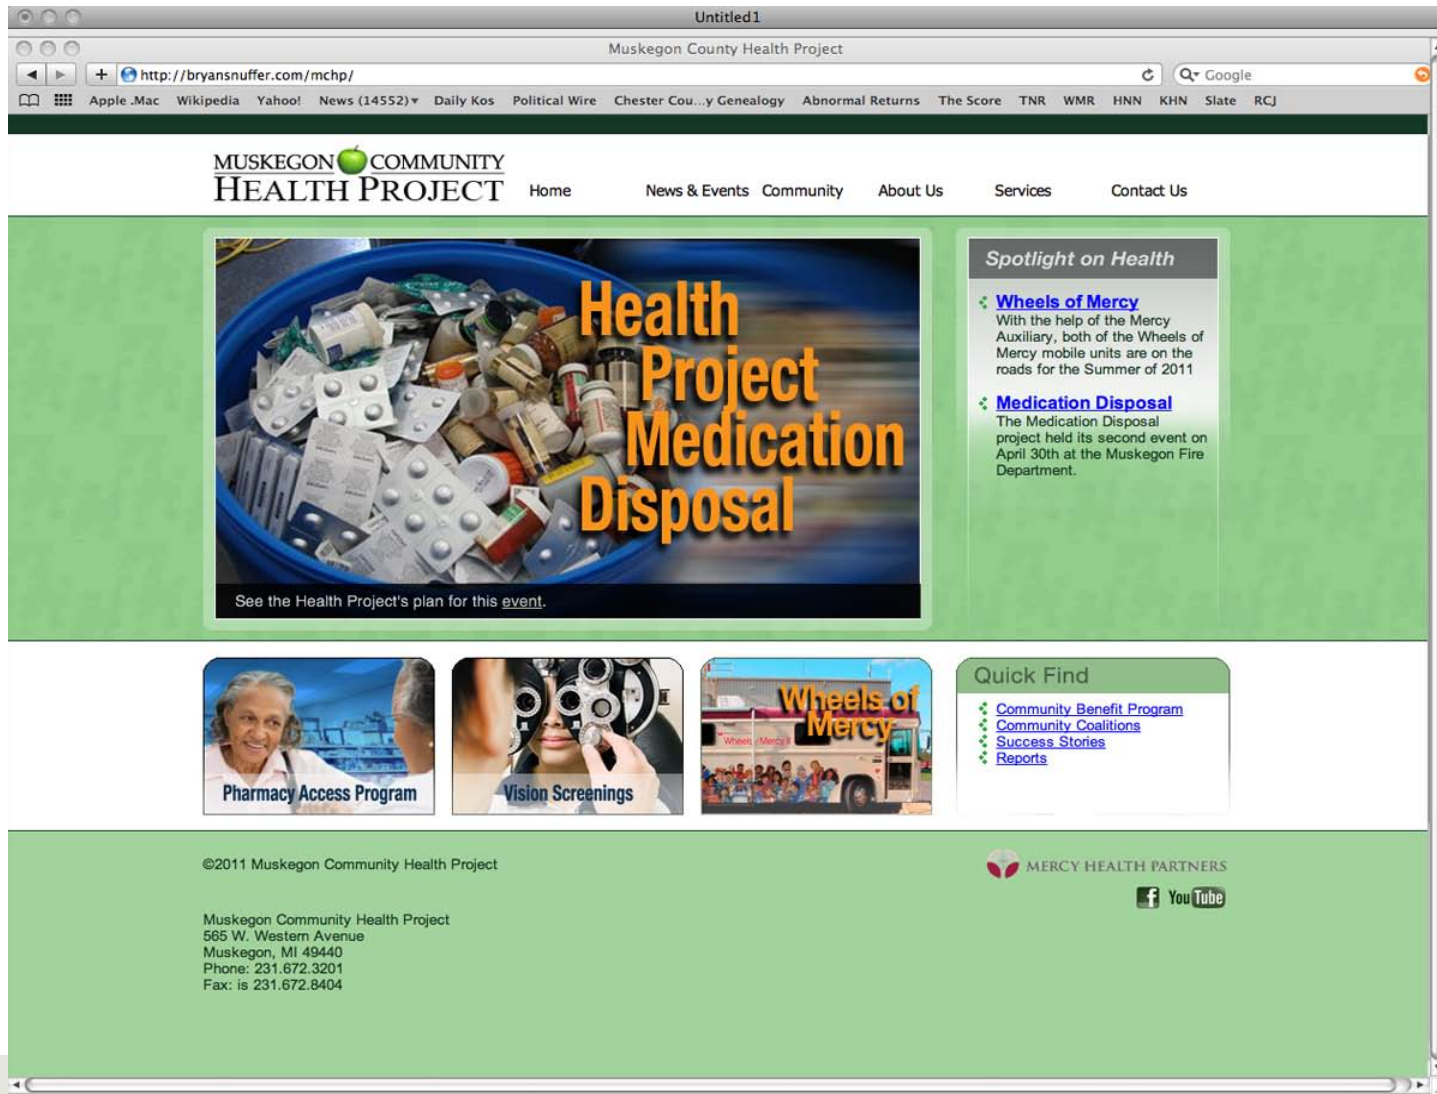 Untitled1
Muskegon County Health Project
http://bryansnuffer.com/mchp/
Google
Apple .Mac Wikipedia Yahoo! News (14552) Daily Kos Political Wire Chester Cou...y Genealogy Abnormal Returns The Score TNR WMR HNN KHN Slate RCJ
MUSKEGON COMMUNITY
HEALTH PROJECT
Home News & Events Community About Us Services Contact Us
Health
Project
Medication
Disposal
See the Health Project's plan for this event.
Spotlight on Health
Wheels of Mercy
With the help of the Mercy
Auxiliary, both of the Wheels of
Mercy mobile units are on the
roads for the Summer of 2011
Medication Disposal
The Medication Disposal
project held its second event on
April 30th at the Muskegon Fire
Department.
Pharmacy Access Program
Vision Screenings
Wheels of
Mercy
Wheels of Mercy II
Quick Find
Community Benefit Program
Community Coalitions
Success Stories
Reports
©2011 Muskegon Community Health Project
MERCY HEALTH PARTNERS
f YouTube
Muskegon Community Health Project
565 W. Western Avenue
Muskegon, MI 49440
Phone: 231.672.3201
Fax: is 231.672.8404